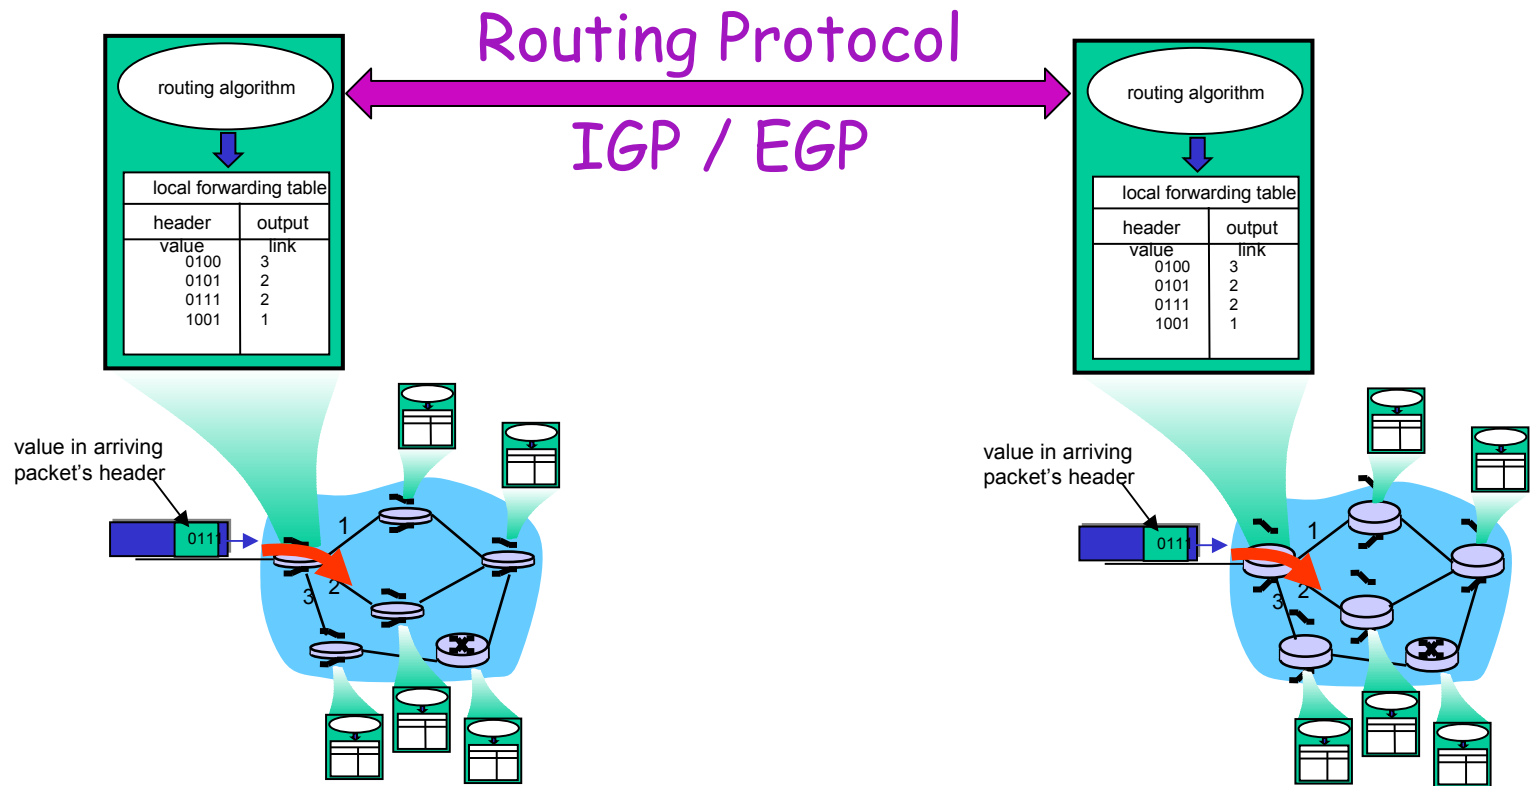 Routing Protocol
IGP / EGP
routing algorithm
local forwarding table
header output
value link
0100 3
0101 2
0111 2
1001 1
value in arriving
packet's header
0111
1
2
3
routing algorithm
local forwarding table
header output
value link
0100 3
0101 2
0111 2
1001 1
value in arriving
packet's header
0111
1
2
3